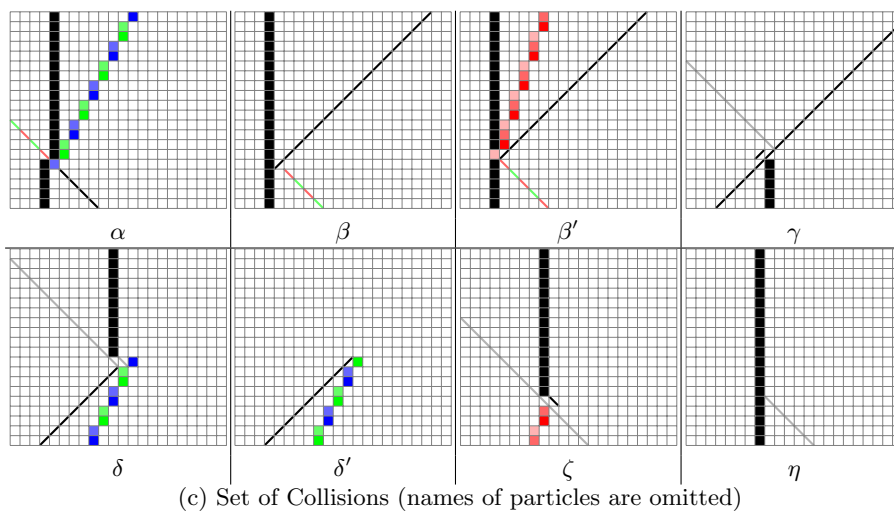 α β β′ γ
δ δ′ ζ η
(c) Set of Collisions (names of particles are omitted)